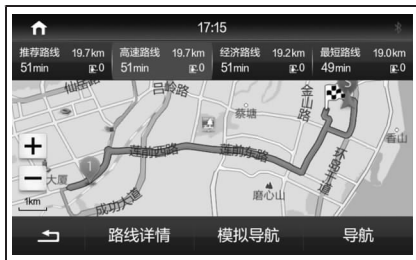 17:15
推荐路线 19.7km
51min 0
高速路线 19.7km
51min 0
经济路线 19.2km
51min 0
最短路线 19.0km
49min 0
仙岳路
吕岭路
金山路
蔡塘
香山
+
1
莲前西路
莲前东路
环岛干道
大厦
−
1km
成功大道
磨心山
路线详情
模拟导航
导航